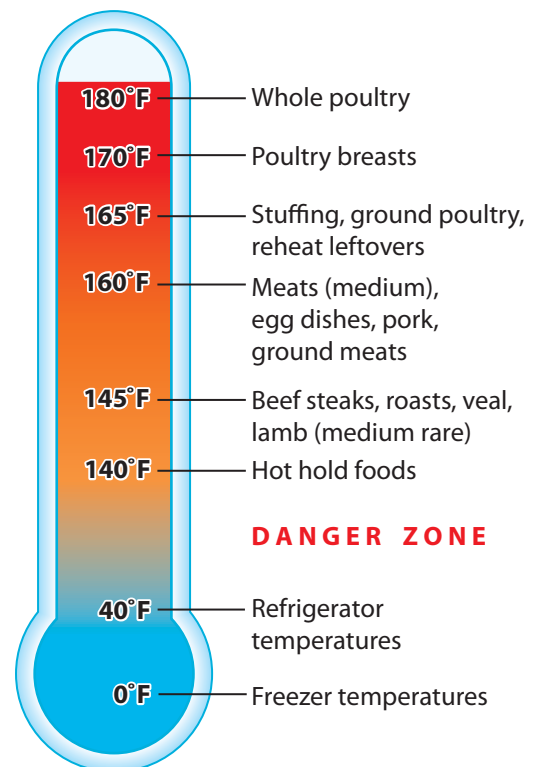 180˚F Whole poultry
170˚F Poultry breasts
165˚F Stuffing, ground poultry,
reheat leftovers
160˚F Meats (medium),
egg dishes, pork,
ground meats
145˚F Beef steaks, roasts, veal,
lamb (medium rare)
140˚F Hot hold foods
DANGER ZONE
40˚F Refrigerator
temperatures
0˚F Freezer temperatures